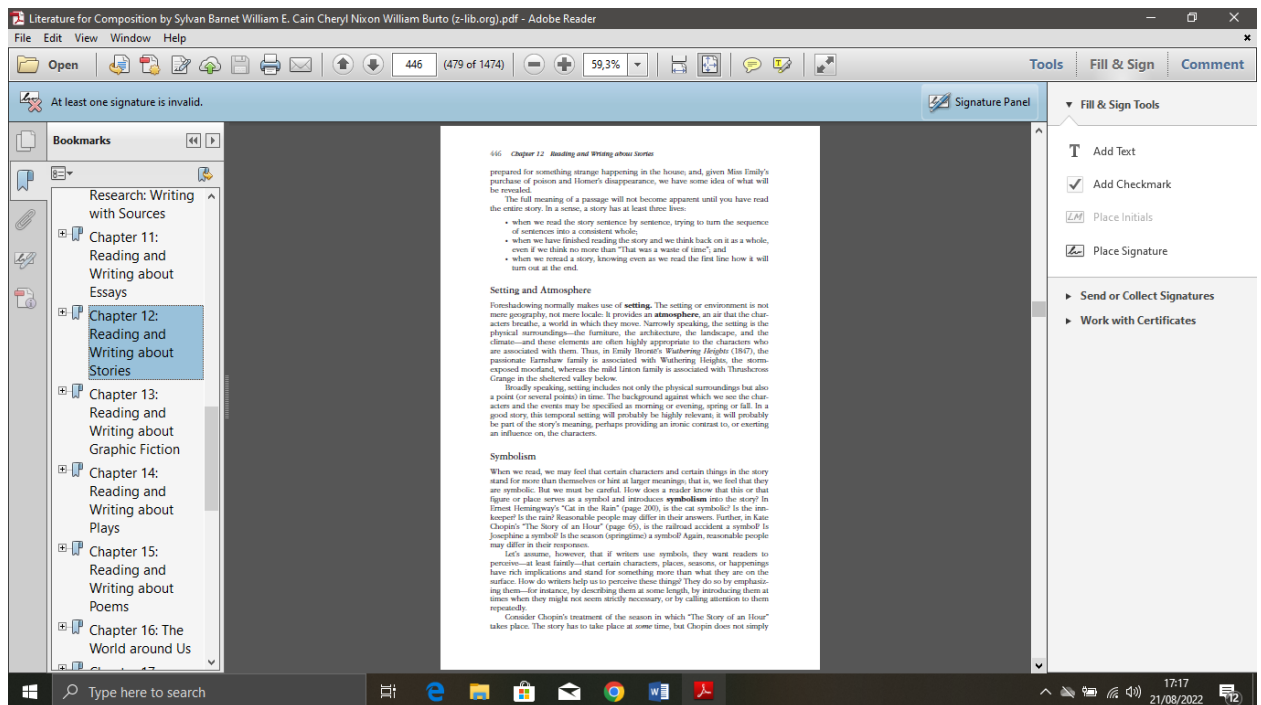 Literature for Composition by Sylvan Barnet William E. Cain Cheryl Nixon William Burto (z-lib.org).pdf - Adobe Reader
File Edit View Window Help
Open 446 (479 of 1474) 59,3% Tools Fill & Sign Comment
At least one signature is invalid. Signature Panel
Bookmarks
Research: Writing
with Sources
Chapter 11:
Reading and
Writing about
Essays
Chapter 12:
Reading and
Writing about
Stories
Chapter 13:
Reading and
Writing about
Graphic Fiction
Chapter 14:
Reading and
Writing about
Plays
Chapter 15:
Reading and
Writing about
Poems
Chapter 16: The
World around Us
446 Chapter 12 Reading and Writing about Stories
prepared for something strange happening in the house; and, given Miss Emily's
purchase of poison and Homer's disappearance, we have some idea of what will
be revealed.
The full meaning of a passage will not become apparent until you have read
the entire story. In a sense, a story has at least three lives:
• when we read the story sentence by sentence, trying to turn the sequence
of sentences into a consistent whole;
• when we have finished reading the story and we think back on it as a whole,
even if we think no more than "That was a waste of time"; and
• when we reread a story, knowing even as we read the first line how it will
turn out at the end.
Setting and Atmosphere
Foreshadowing normally makes use of setting. The setting or environment is not
mere geography, not mere locale: It provides an atmosphere, an air that the char-
acters breathe, a world in which they move. Narrowly speaking, the setting is the
physical surroundings—the furniture, the architecture, the landscape, and the
climate—and these elements are often highly appropriate to the characters who
are associated with them. Thus, in Emily Brontë's Wuthering Heights (1847), the
passionate Earnshaw family is associated with Wuthering Heights, the storm-
exposed moorland, whereas the mild Linton family is associated with Thrushcross
Grange in the sheltered valley below.
Broadly speaking, setting includes not only the physical surroundings but also
a point (or several points) in time. The background against which we see the char-
acters and the events may be specified as morning or evening, spring or fall. In a
good story, this temporal setting will probably be highly relevant; it will probably
be part of the story's meaning, perhaps providing an ironic contrast to, or exerting
an influence on, the characters.
Symbolism
When we read, we may feel that certain characters and certain things in the story
stand for more than themselves or hint at larger meanings; that is, we feel that they
are symbolic. But we must be careful. How does a reader know that this or that
figure or place serves as a symbol and introduces symbolism into the story? In
Ernest Hemingway's "Cat in the Rain" (page 200), is the cat symbolic? Is the inn-
keeper? Is the rain? Reasonable people may differ in their answers. Further, in Kate
Chopin's "The Story of an Hour" (page 65), is the railroad accident a symbol? Is
Josephine a symbol? Is the season (springtime) a symbol? Again, reasonable people
may differ in their responses.
Let's assume, however, that if writers use symbols, they want readers to
perceive—at least faintly—that certain characters, places, seasons, or happenings
have rich implications and stand for something more than what they are on the
surface. How do writers help us to perceive these things? They do so by emphasiz-
ing them—for instance, by describing them at some length, by introducing them at
times when they might not seem strictly necessary, or by calling attention to them
repeatedly.
Consider Chopin's treatment of the season in which "The Story of an Hour"
takes place. The story has to take place at some time, but Chopin does not simply
Fill & Sign Tools
Add Text
Add Checkmark
Place Initials
Place Signature
Send or Collect Signatures
Work with Certificates
Type here to search
17:17
21/08/2022
12